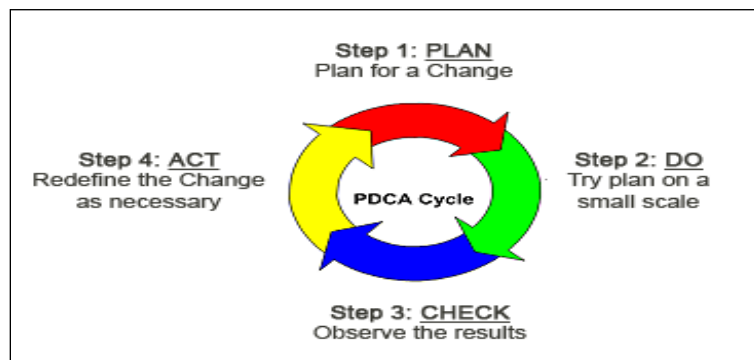 Step 1: PLAN
Plan for a Change
Step 2: DO
Try plan on a
small scale
Step 3: CHECK
Observe the results
Step 4: ACT
Redefine the Change
as necessary
PDCA Cycle